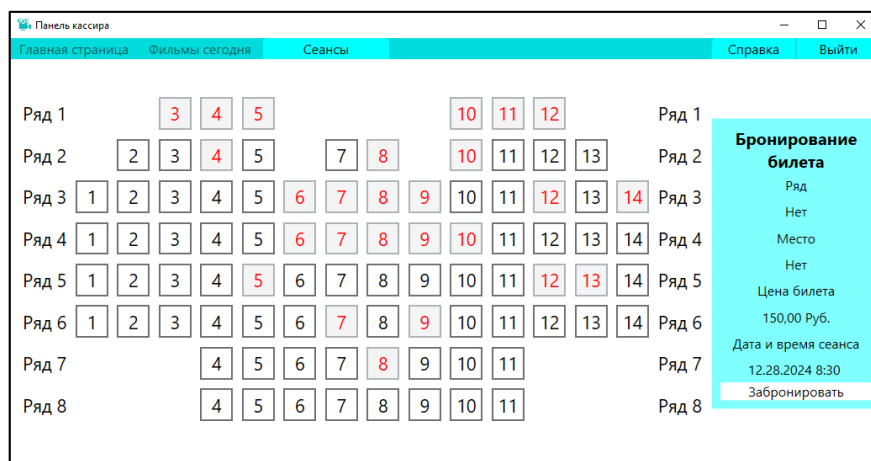 Панель кассира
Главная страница Фильмы сегодня Сеансы Справка Выйти
Ряд 1 3 4 5 10 11 12 Ряд 1
Ряд 2 2 3 4 5 7 8 10 11 12 13 Ряд 2
Ряд 3 1 2 3 4 5 6 7 8 9 10 11 12 13 14 Ряд 3
Ряд 4 1 2 3 4 5 6 7 8 9 10 11 12 13 14 Ряд 4
Ряд 5 1 2 3 4 5 6 7 8 9 10 11 12 13 14 Ряд 5
Ряд 6 1 2 3 4 5 6 7 8 9 10 11 12 13 14 Ряд 6
Ряд 7 4 5 6 7 8 9 10 11 Ряд 7
Ряд 8 4 5 6 7 8 9 10 11 Ряд 8
Бронирование
билета
Ряд
Нет
Место
Нет
Цена билета
150,00 Руб.
Дата и время сеанса
12.28.2024 8:30
Забронировать